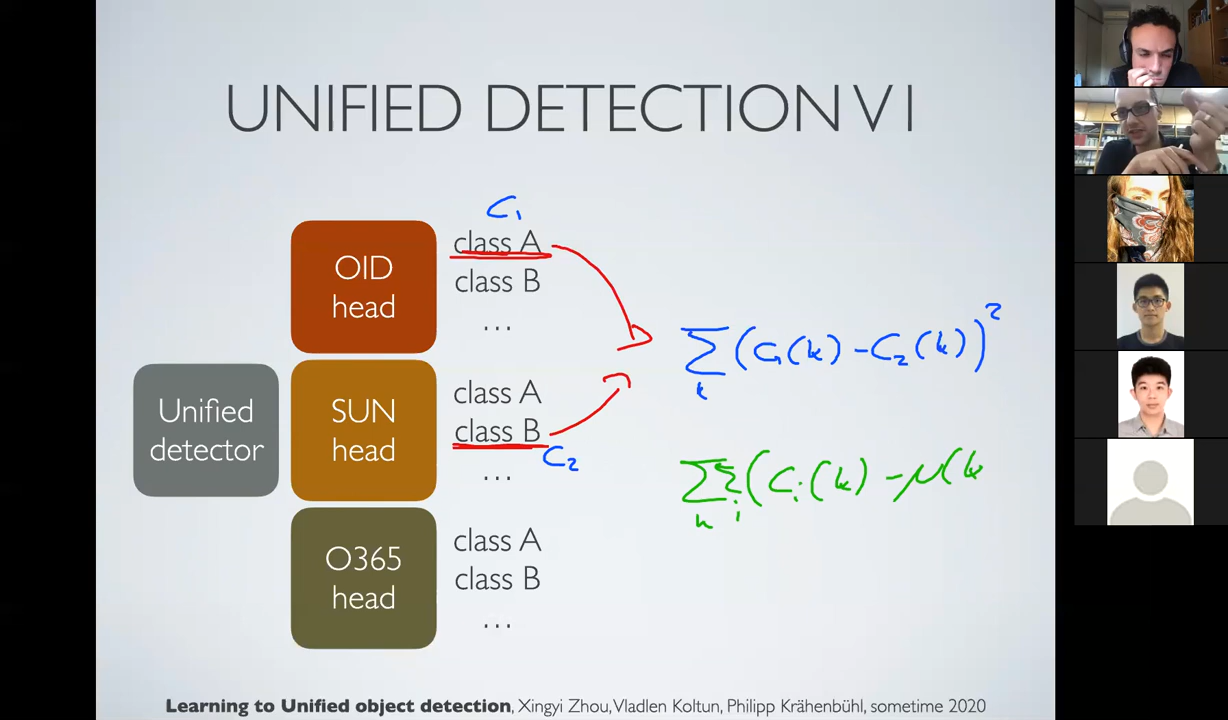 UNIFIED DETECTION V1
C₁
OID
head
class A
class B
...
Σ (C₁(k) - C₂(k))²
k
Unified
detector
SUN
head
class A
class B
C₂
...
Σ Σ (Cᵢ(k) - μ(k
k i
O365
head
class A
class B
...
Learning to Unified object detection, Xingyi Zhou, Vladlen Koltun, Philipp Krähenbühl, sometime 2020